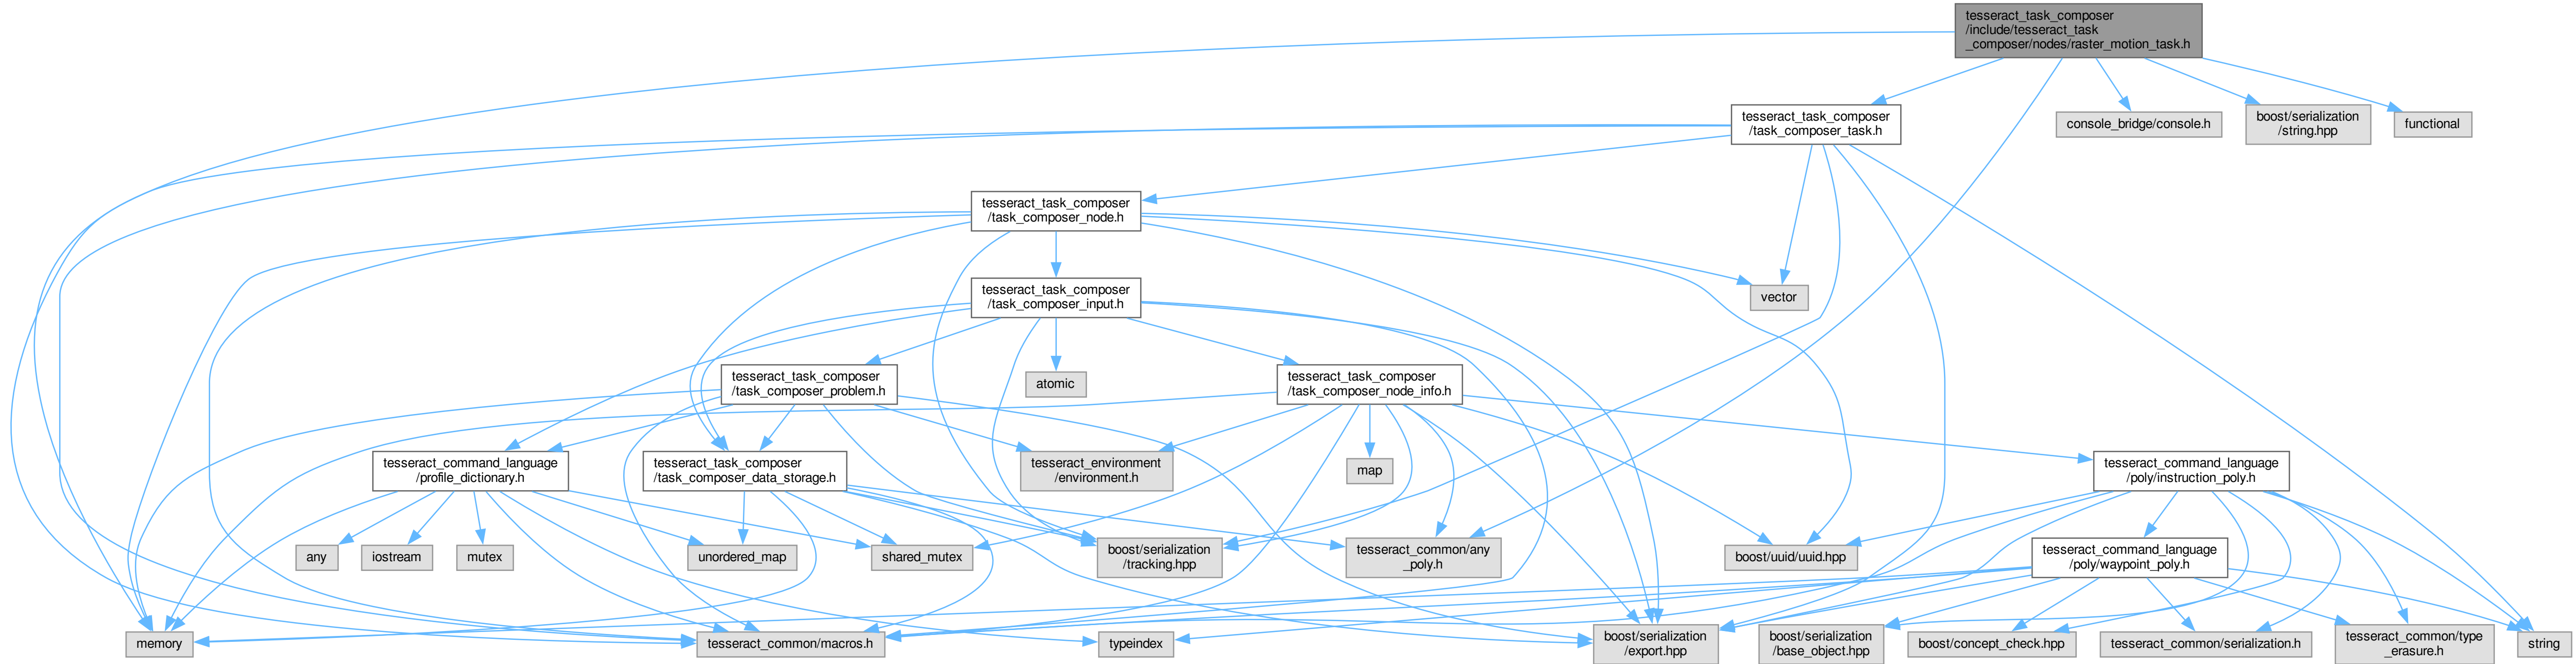 tesseract_task_composer
/include/tesseract_task
_composer/nodes/raster_motion_task.h
tesseract_task_composer
/task_composer_task.h
console_bridge/console.h
boost/serialization
/string.hpp
functional
tesseract_task_composer
/task_composer_node.h
tesseract_task_composer
/task_composer_input.h
vector
tesseract_task_composer
/task_composer_problem.h
atomic
tesseract_task_composer
/task_composer_node_info.h
tesseract_command_language
/profile_dictionary.h
tesseract_task_composer
/task_composer_data_storage.h
tesseract_environment
/environment.h
map
tesseract_command_language
/poly/instruction_poly.h
any
iostream
mutex
unordered_map
shared_mutex
boost/serialization
/tracking.hpp
tesseract_common/any
_poly.h
boost/uuid/uuid.hpp
tesseract_command_language
/poly/waypoint_poly.h
memory
tesseract_common/macros.h
typeindex
boost/serialization
/export.hpp
boost/serialization
/base_object.hpp
boost/concept_check.hpp
tesseract_common/serialization.h
tesseract_common/type
_erasure.h
string